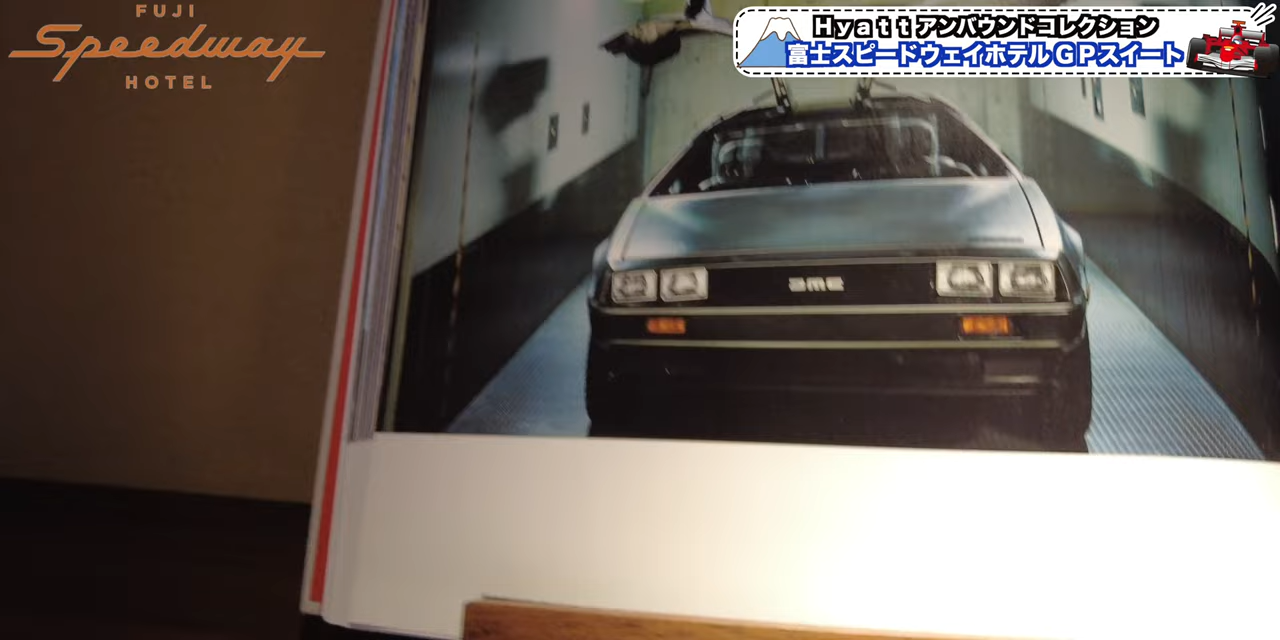 FUJI
Speedway
HOTEL
Hyattアンバウンドコレクション
富士スピードウェイホテルGPスイート
DMC